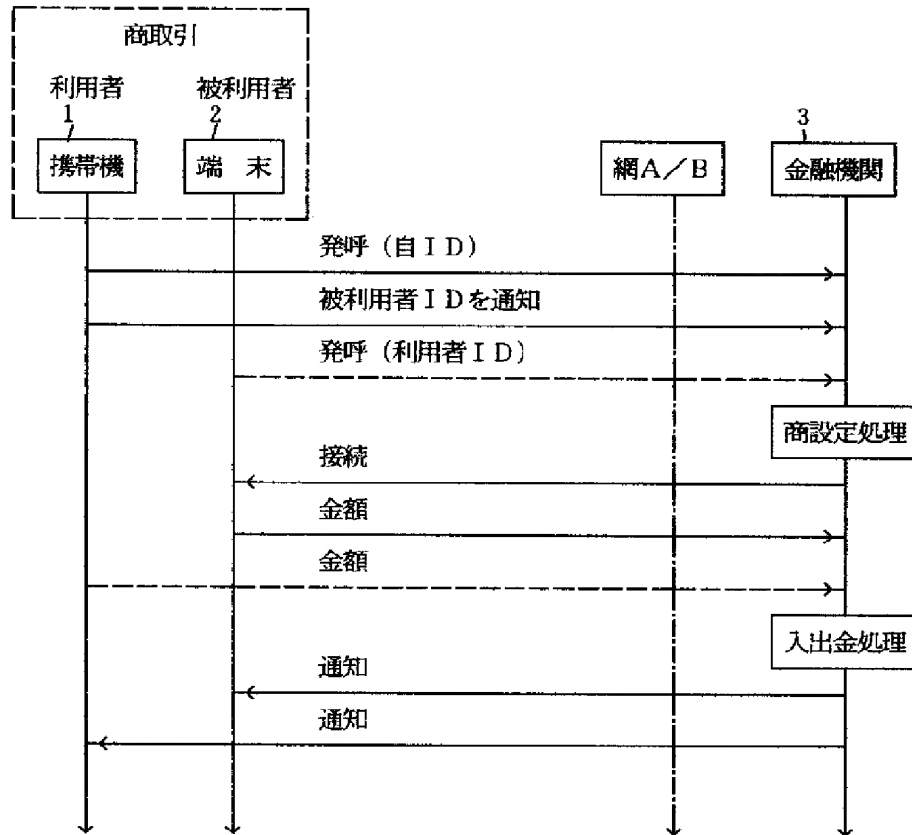 商取引
利用者 被利用者
1 2 3
携帯機 端 末 網A/B 金融機関
発呼(自ID)
被利用者IDを通知
発呼(利用者ID)
商設定処理
接続
金額
金額
入出金処理
通知
通知